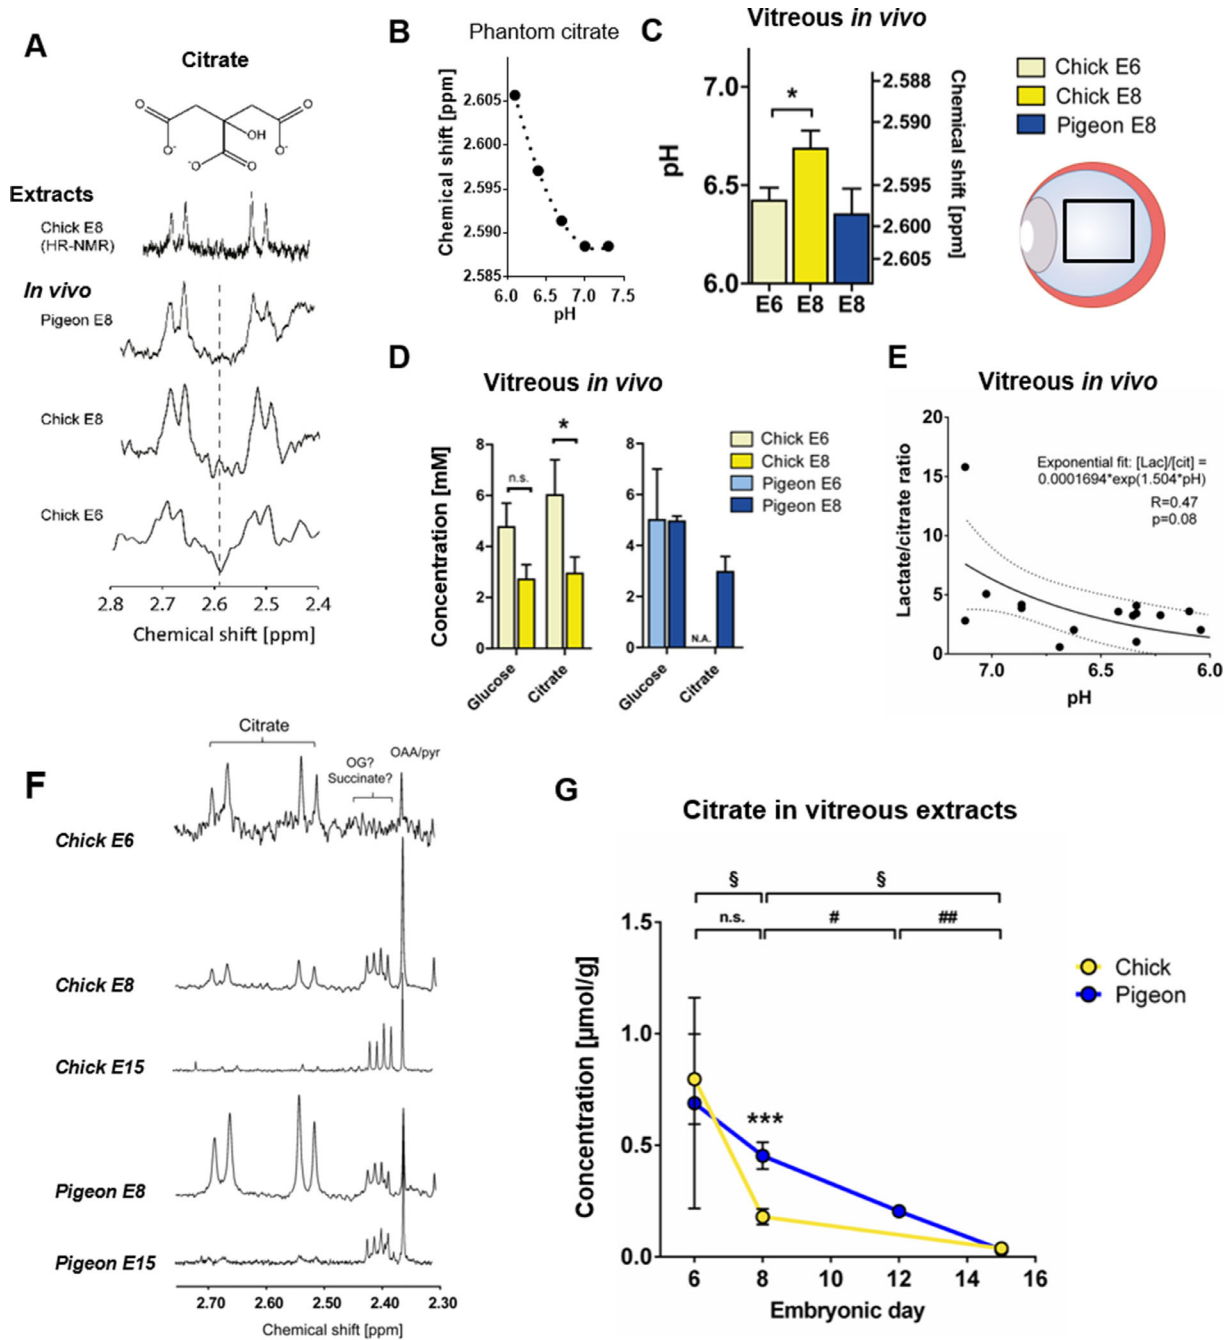 A
Citrate
O
O
OH
O-
-O
O
O-
Extracts
Chick E8
(HR-NMR)
In vivo
Pigeon E8
Chick E8
Chick E6
2.8 2.7 2.6 2.5 2.4
Chemical shift [ppm]
B
Phantom citrate
Chemical shift [ppm]
2.605
2.600
2.595
2.590
2.585
6.0 6.5 7.0 7.5
pH
C
Vitreous in vivo
pH
7.0
6.5
6.0
*
E6 E8 E8
2.588
2.590
2.595
2.600
2.605
Chemical shift [ppm]
Chick E6
Chick E8
Pigeon E8
D
Vitreous in vivo
Concentration [mM]
8
6
4
2
0
n.s.
*
Glucose
Citrate
8
6
4
2
0
N.A.
Glucose
Citrate
Chick E6
Chick E8
Pigeon E6
Pigeon E8
E
Vitreous in vivo
Lactate/citrate ratio
20
15
10
5
0
Exponential fit: [Lac]/[cit] =
0.0001694*exp(1.504*pH)
R=0.47
p=0.08
7.0 6.5 6.0
pH
F
Citrate
OG?
Succinate?
OAA/pyr
Chick E6
Chick E8
Chick E15
Pigeon E8
Pigeon E15
2.70 2.60 2.50 2.40 2.30
Chemical shift [ppm]
G
Citrate in vitreous extracts
§ §
n.s. # ##
Concentration [µmol/g]
1.5
1.0
0.5
0.0
***
6 8 10 12 14 16
Embryonic day
Chick
Pigeon